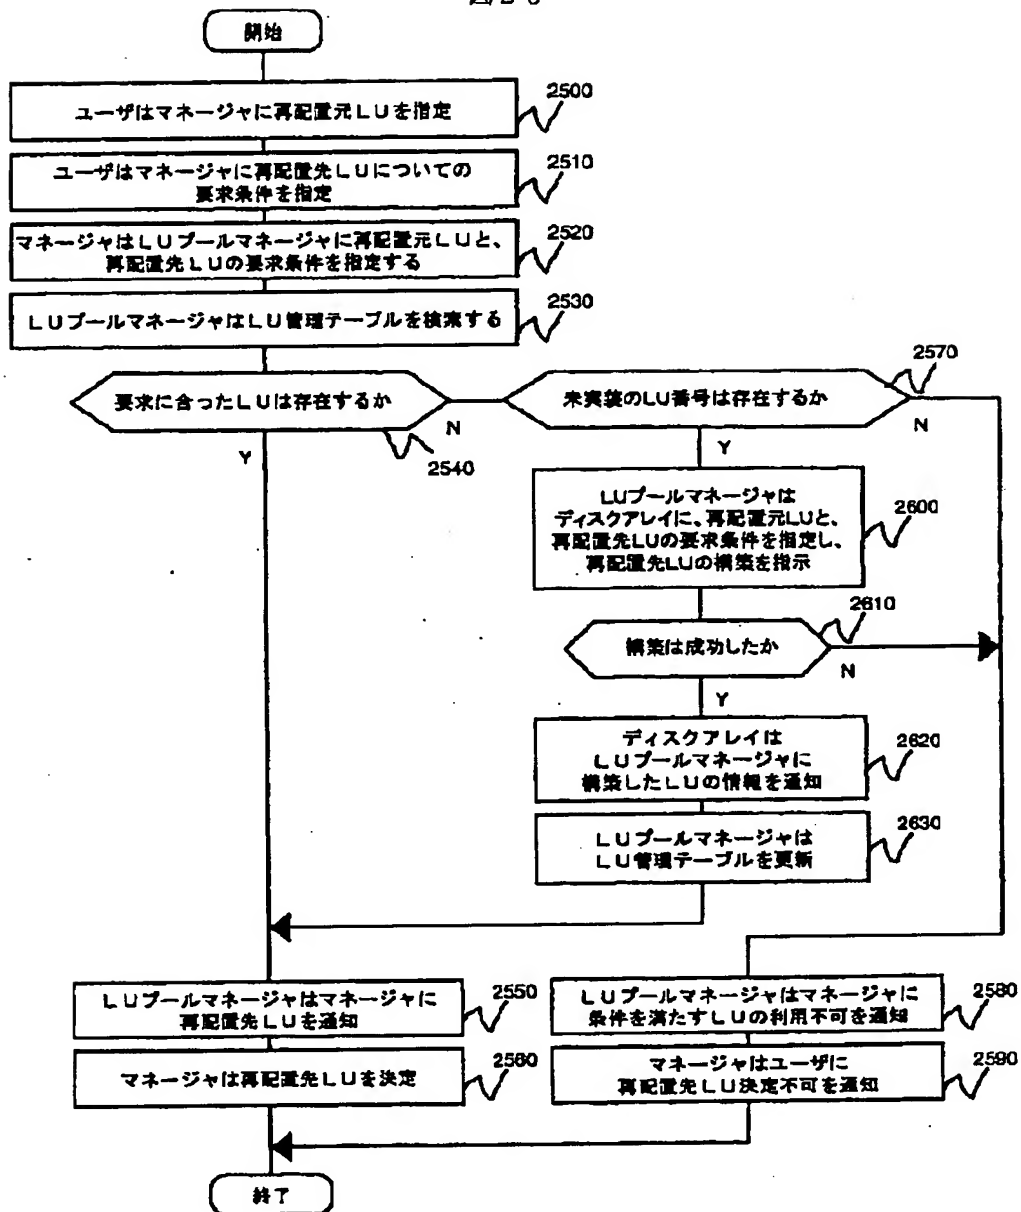 開始
ユーザはマネージャに再配置元LUを指定
2500
ユーザはマネージャに再配置先LUについての
要求条件を指定
2510
マネージャはLUプールマネージャに再配置元LUと、
再配置先LUの要求条件を指定する
2520
LUプールマネージャはLU管理テーブルを検索する
2530
要求に合ったLUは存在するか
N
Y
2540
未実装のLU番号は存在するか
2570
N
Y
LUプールマネージャは
ディスクアレイに、再配置元LUと、
再配置先LUの要求条件を指定し、
再配置先LUの構築を指示
2600
構築は成功したか
2610
N
Y
ディスクアレイは
LUプールマネージャに
構築したLUの情報を通知
2620
LUプールマネージャは
LU管理テーブルを更新
2630
LUプールマネージャはマネージャに
再配置先LUを通知
2550
マネージャは再配置先LUを決定
2560
LUプールマネージャはマネージャに
条件を満たすLUの利用不可を通知
2580
マネージャはユーザに
再配置先LU決定不可を通知
2590
終了